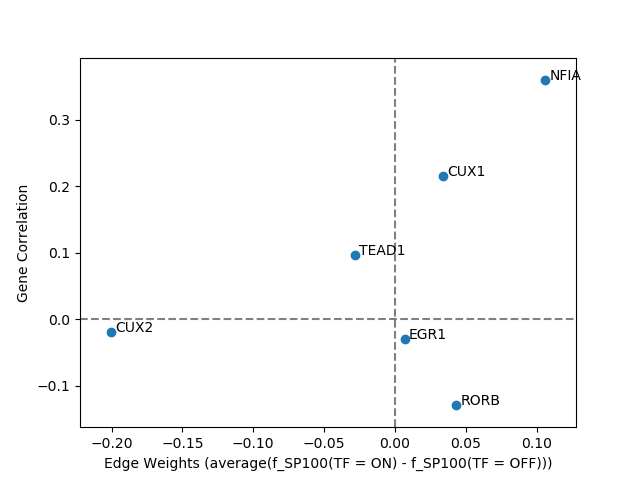 NFIA
0.3
CUX1
0.2
Gene Correlation
TEAD1
0.1
0.0
CUX2
EGR1
−0.1
RORB
−0.20 −0.15 −0.10 −0.05 0.00 0.05 0.10
Edge Weights (average(f_SP100(TF = ON) - f_SP100(TF = OFF)))